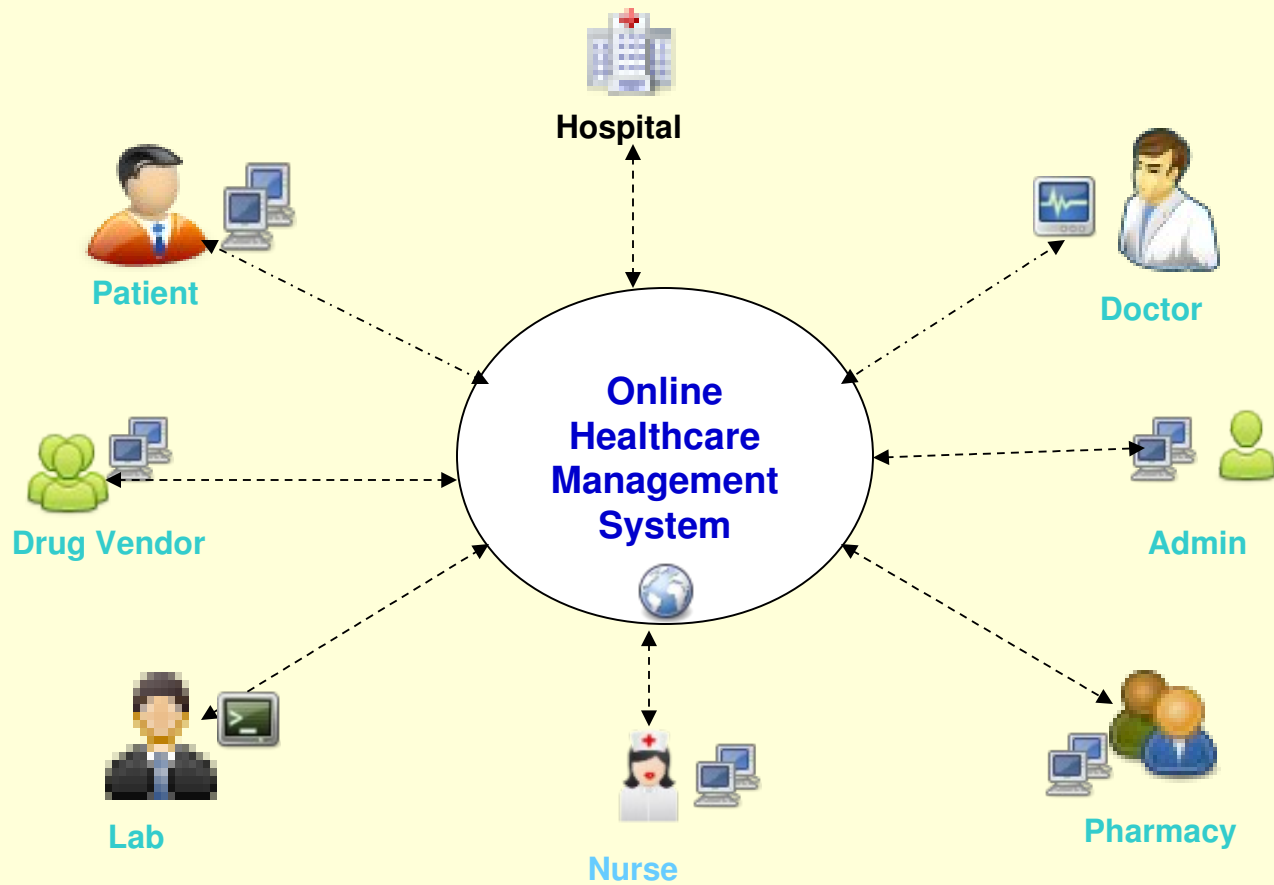 Hospital
Patient
Doctor
Online
Healthcare
Management
System
Drug Vendor
Admin
Lab
Pharmacy
Nurse